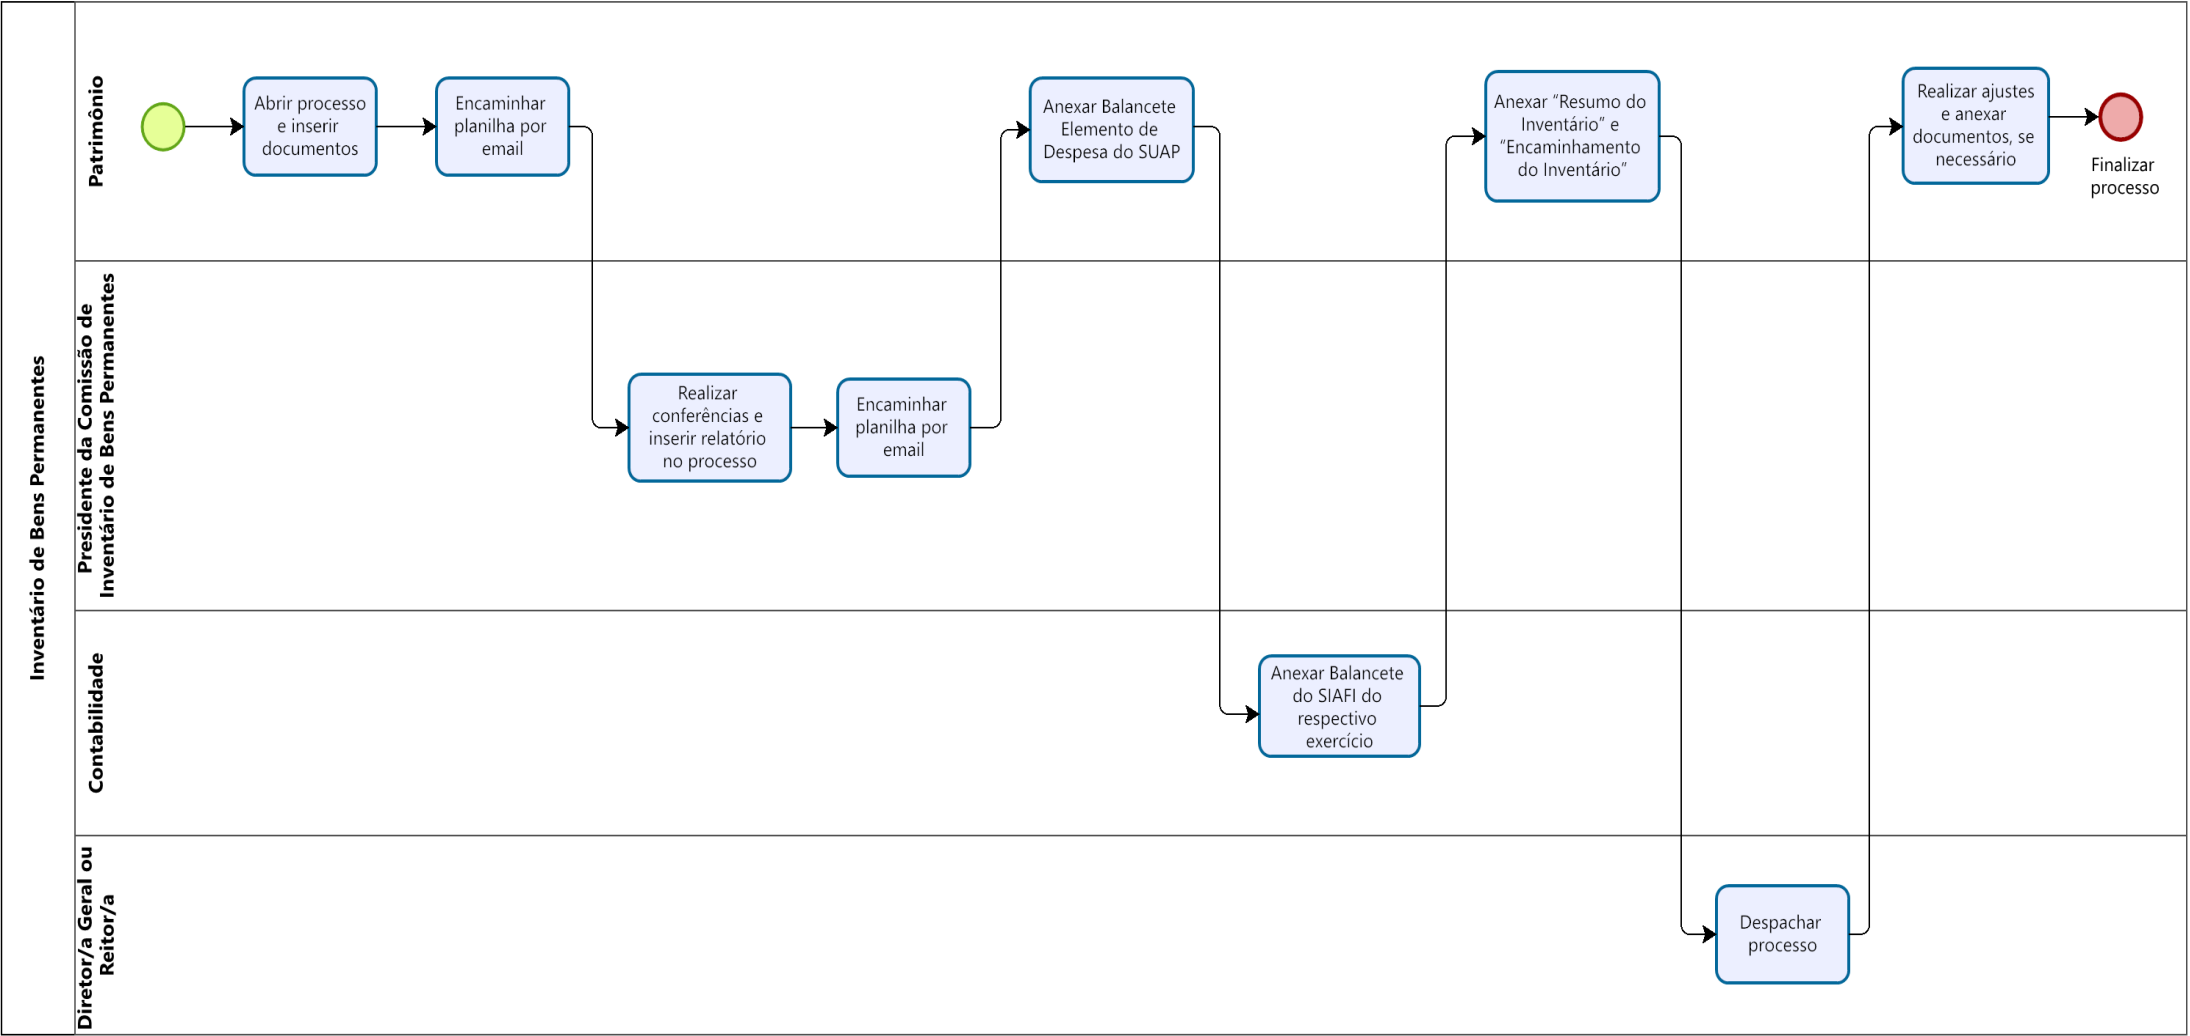 Inventário de Bens Permanentes
Patrimônio
Abrir processo
e inserir
documentos
Encaminhar
planilha por
email
Anexar Balancete
Elemento de
Despesa do SUAP
Anexar “Resumo do
Inventário” e
“Encaminhamento
do Inventário”
Realizar ajustes
e anexar
documentos, se
necessário
Finalizar
processo
Presidente da Comissão de
Inventário de Bens Permanentes
Realizar
conferências e
inserir relatório
no processo
Encaminhar
planilha por
email
Contabilidade
Anexar Balancete
do SIAFI do
respectivo
exercício
Diretor/a Geral ou
Reitor/a
Despachar
processo